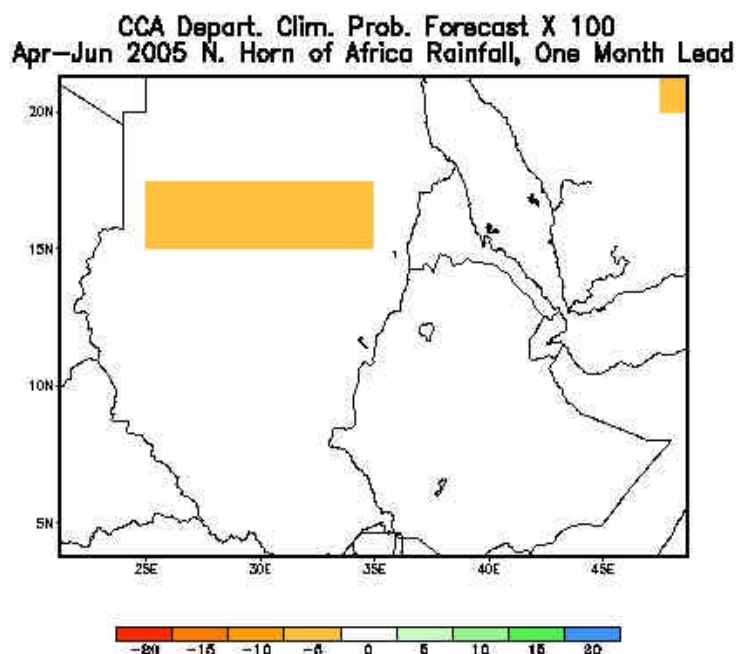 CCA Depart. Clim. Prob. Forecast X 100
Apr-Jun 2005 N. Horn of Africa Rainfall, One Month Lead
20N
15N
10N
5N
25E 30E 35E 40E 45E
-20 -15 -10 -5 0 5 10 15 20